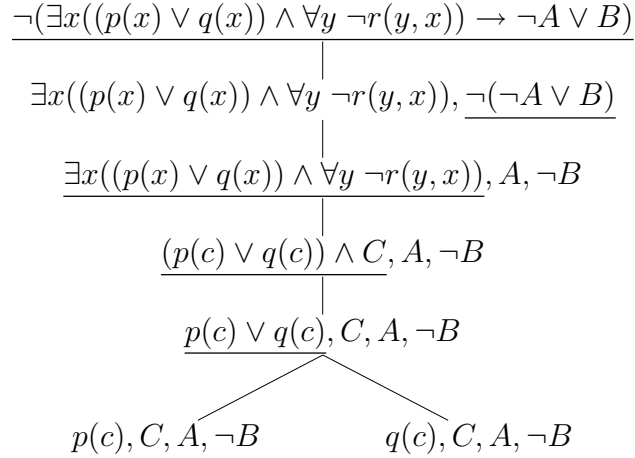 ¬(∃x((p(x) ∨ q(x)) ∧ ∀y ¬r(y, x)) → ¬A ∨ B)
∃x((p(x) ∨ q(x)) ∧ ∀y ¬r(y, x)), ¬(¬A ∨ B)
∃x((p(x) ∨ q(x)) ∧ ∀y ¬r(y, x)), A, ¬B
(p(c) ∨ q(c)) ∧ C, A, ¬B
p(c) ∨ q(c), C, A, ¬B
p(c), C, A, ¬B
q(c), C, A, ¬B